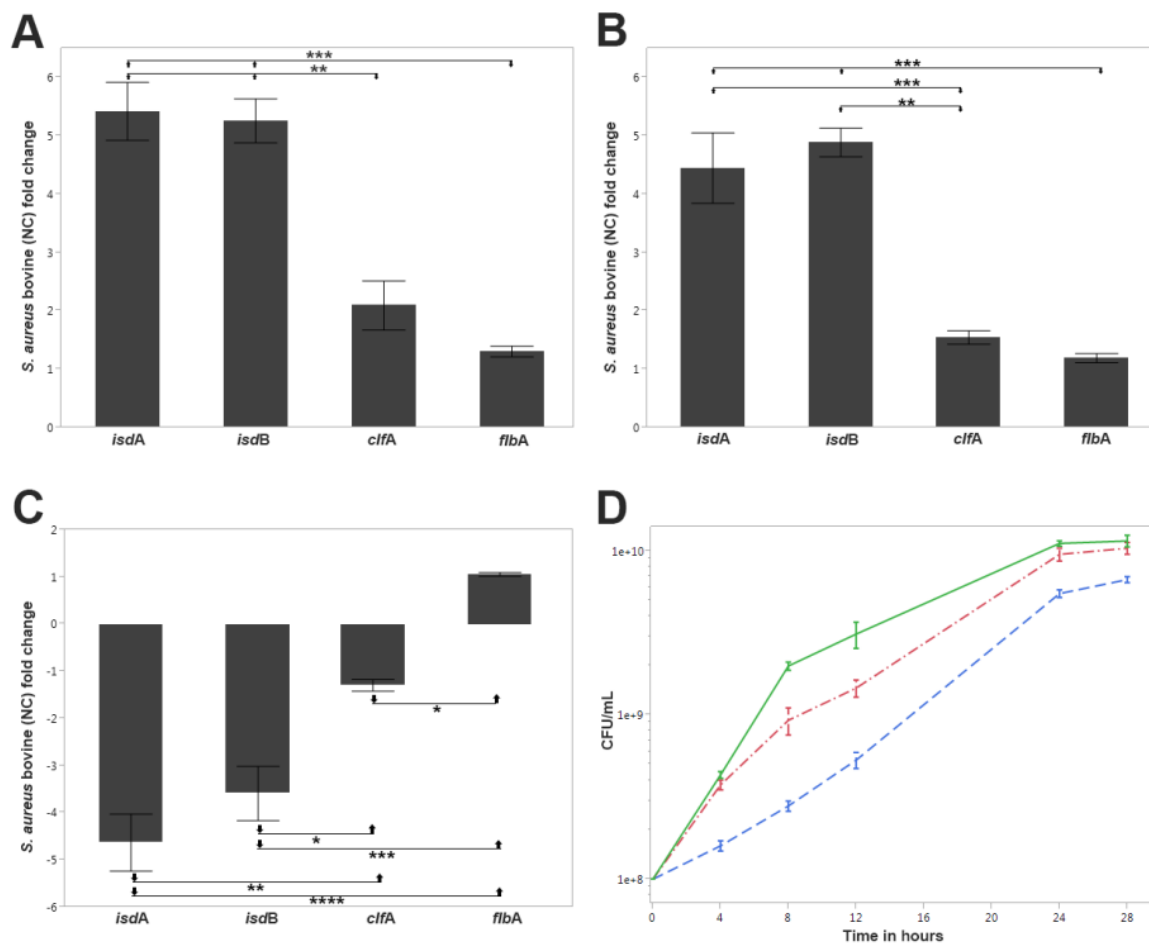 A
S. aureus bovine (NC) fold change
6
5
4
3
2
1
0
***
**
isdA
isdB
clfA
flbA
B
S. aureus bovine (NC) fold change
6
5
4
3
2
1
0
***
***
**
isdA
isdB
clfA
flbA
C
S. aureus bovine (NC) fold change
2
1
0
-1
-2
-3
-4
-5
-6
*
*
***
**
****
isdA
isdB
clfA
flbA
D
CFU/mL
1e+10
1e+9
1e+8
0
4
8
12
16
20
24
28
Time in hours